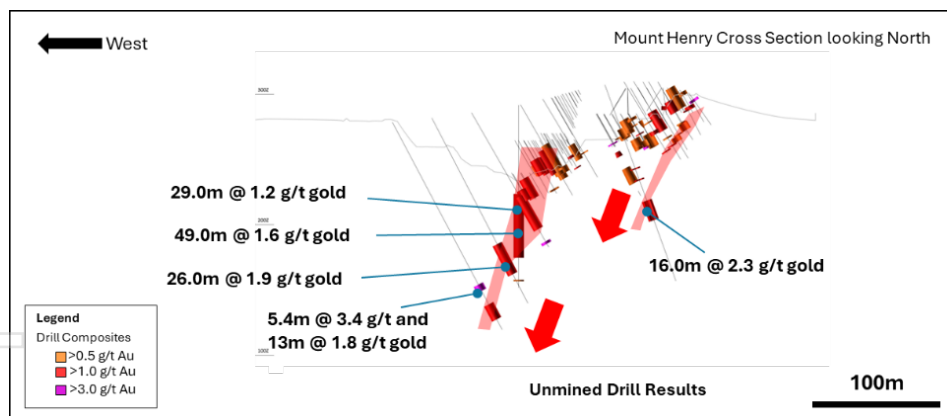 West
Mount Henry Cross Section looking North
29.0m @ 1.2 g/t gold
49.0m @ 1.6 g/t gold
26.0m @ 1.9 g/t gold
16.0m @ 2.3 g/t gold
5.4m @ 3.4 g/t and
13m @ 1.8 g/t gold
Legend
Drill Composites
>0.5 g/t Au
>1.0 g/t Au
>3.0 g/t Au
Unmined Drill Results
100m